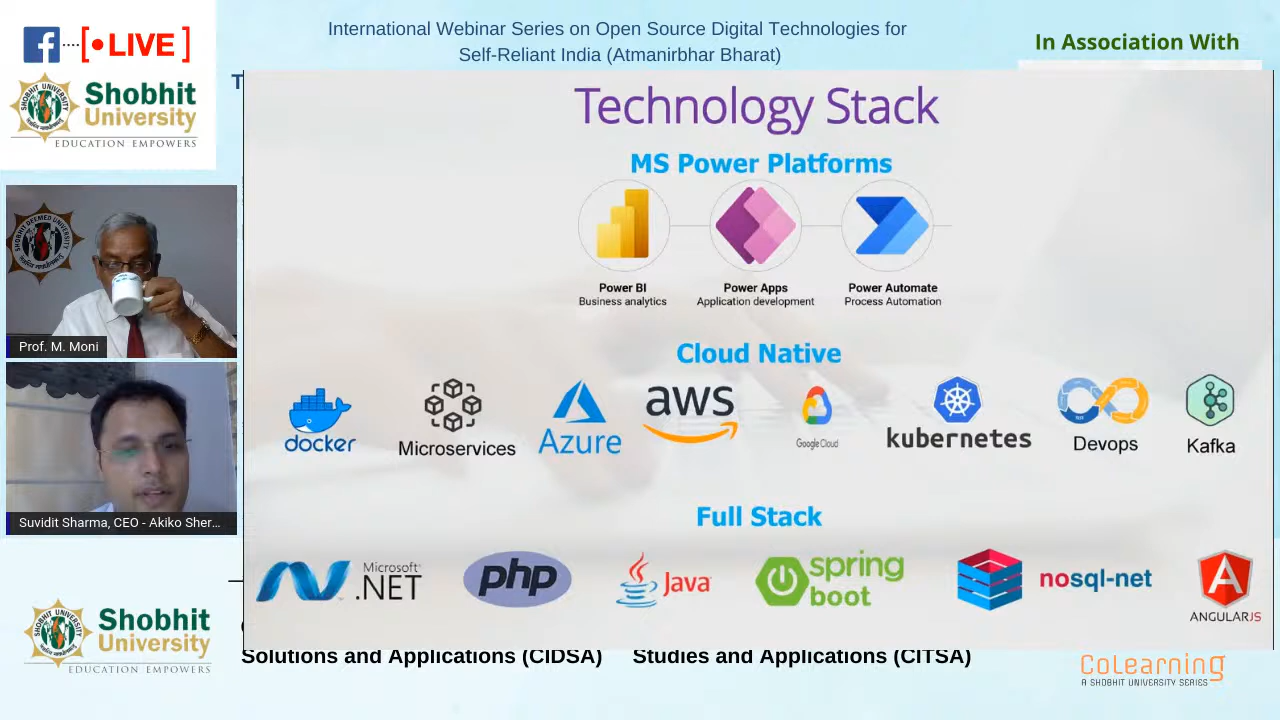 International Webinar Series on Open Source Digital Technologies for
Self-Reliant India (Atmanirbhar Bharat)
In Association With
f
LIVE
Shobhit
University
EDUCATION EMPOWERS
T
Technology Stack
MS Power Platforms
Power BI
Business analytics
Power Apps
Application development
Power Automate
Process Automation
Prof. M. Moni
Cloud Native
docker
Microservices
Azure
aws
Google Cloud
kubernetes
Devops
Kafka
Suvidit Sharma, CEO - Akiko Sher...
Full Stack
Microsoft
.NET
php
Java
spring
boot
nosql-net
A
ANGULARJS
Shobhit
University
EDUCATION EMPOWERS
Solutions and Applications (CIDSA)
Studies and Applications (CITSA)
CoLearning
A SHOBHIT UNIVERSITY SERIES